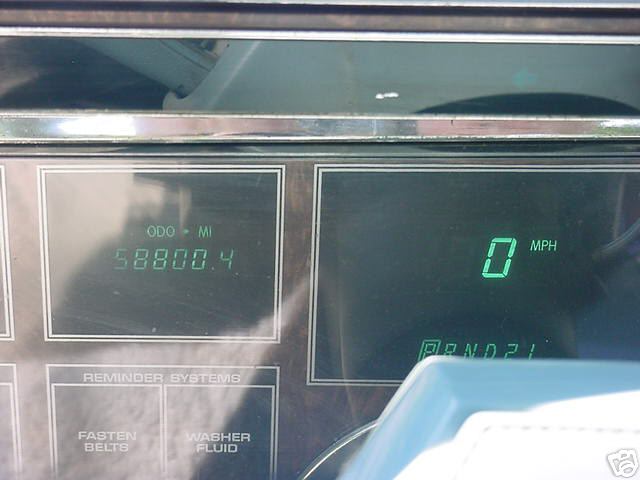 ODO • MI
58800.4
0 MPH
PRND21
REMINDER SYSTEMS
FASTEN
BELTS
WASHER
FLUID